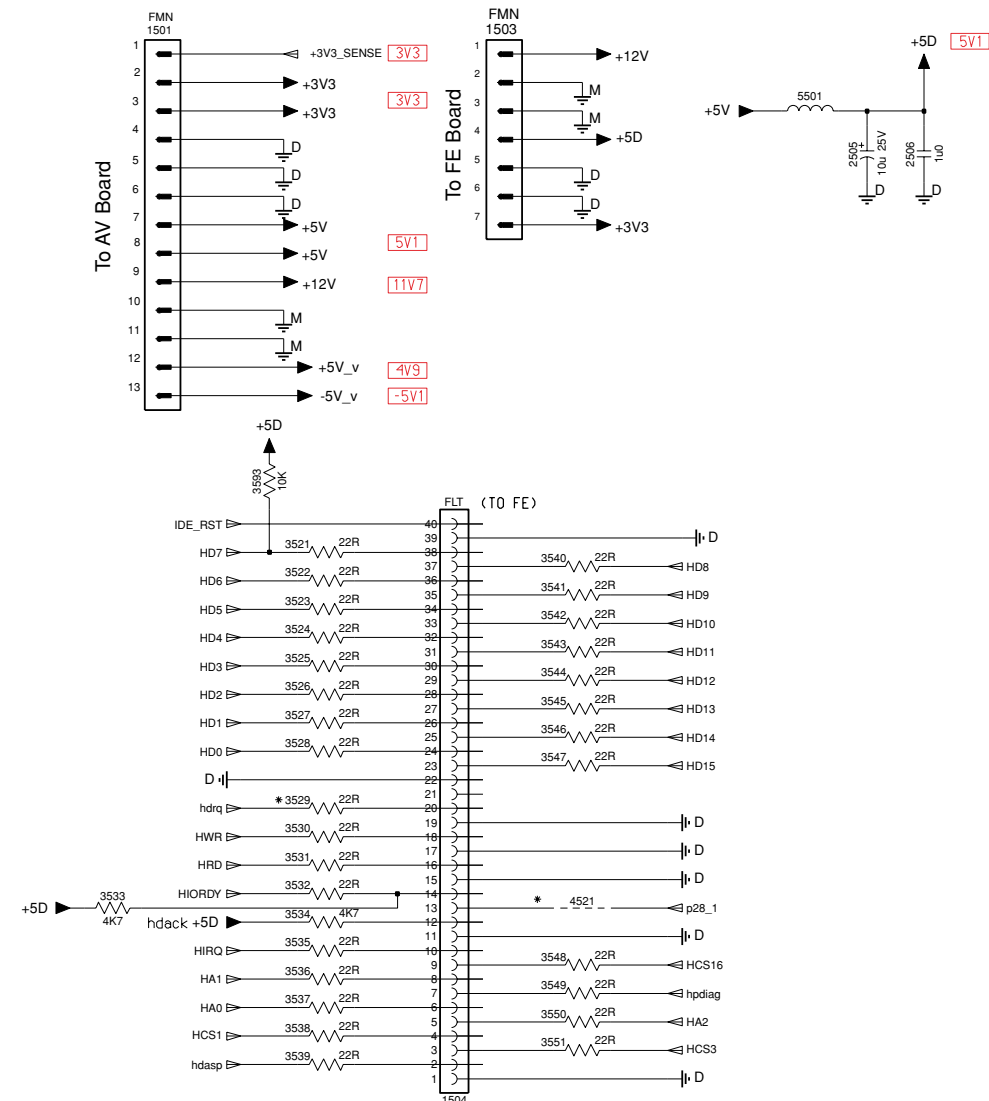 FMN
1501
To AV Board
1 +3V3_SENSE 3V3
2 +3V3
3 +3V3 3V3
4 D
5 D
6 D
7 +5V
8 +5V 5V1
9 +12V 11V7
10 M
11 M
12 +5V_v 4V9
13 -5V_v -5V1
FMN
1503
To FE Board
1 +12V
2 M
3 M
4 +5D
5 D
6 D
7 +3V3
+5D 5V1
+5V 5501
2505 + 10u 25V
2506 1u0
D D
+5D
3593 10K
FLT (TO FE)
IDE_RST 40
39 D
HD7 3521 22R 38
37 3540 22R HD8
HD6 3522 22R 36
35 3541 22R HD9
HD5 3523 22R 34
33 3542 22R HD10
HD4 3524 22R 32
31 3543 22R HD11
HD3 3525 22R 30
29 3544 22R HD12
HD2 3526 22R 28
27 3545 22R HD13
HD1 3527 22R 26
25 3546 22R HD14
HD0 3528 22R 24
23 3547 22R HD15
D 22
21
hdrq * 3529 22R 20
19 D
HWR 3530 22R 18
17 D
HRD 3531 22R 16
15 D
HIORDY 3532 22R 14
+5D 3533 4K7
13 * 4521 p28_1
hdack +5D 3534 4K7 12
11 D
HIRQ 3535 22R 10
9 3548 22R HCS16
HA1 3536 22R 8
7 3549 22R hpdiag
HA0 3537 22R 6
5 3550 22R HA2
HCS1 3538 22R 4
3 3551 22R HCS3
hdasp 3539 22R 2
1 D
1504